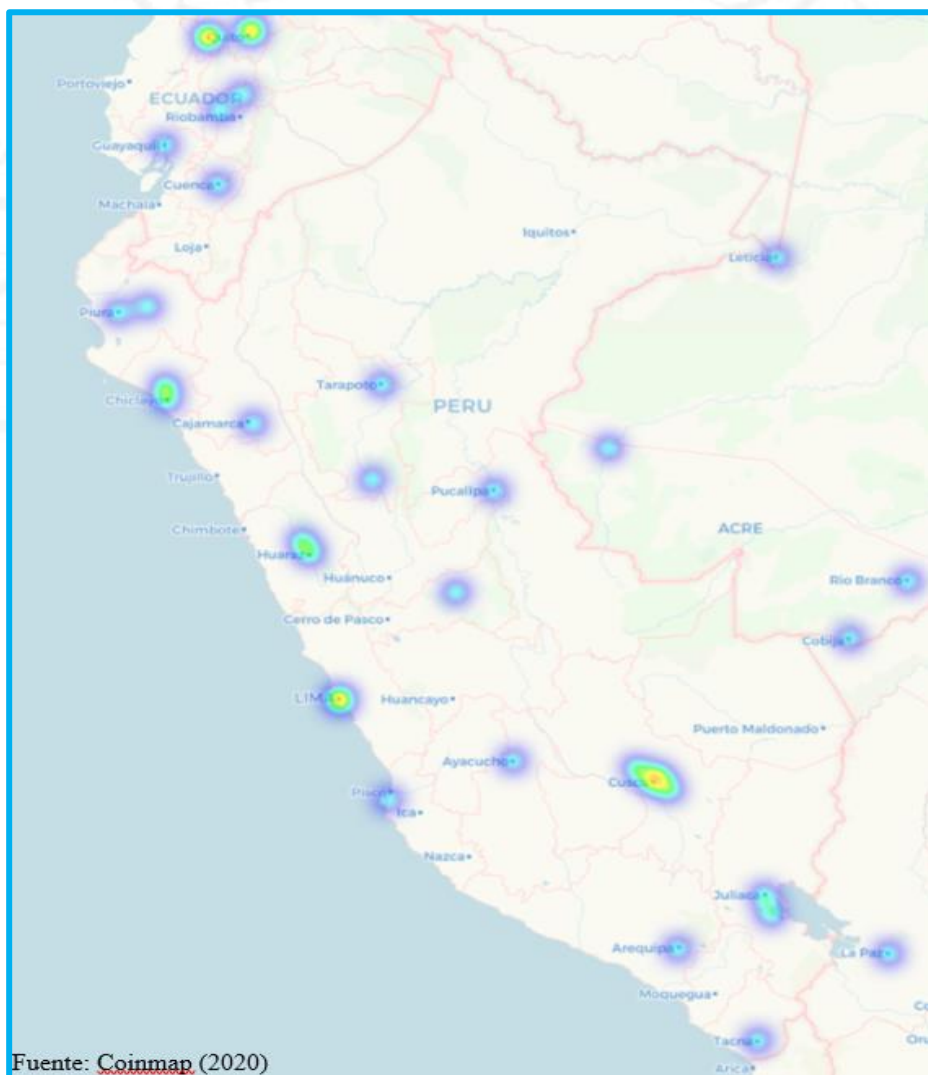 Quito
Portoviejo
ECUADOR
Riobamba
Guayaquil
Cuenca
Machala
Loja
Iquitos
Leticia
Piura
Tarapoto
Chiclayo
PERU
Cajamarca
Trujillo
Pucallpa
Chimbote
ACRE
Huaraz
Huánuco
Rio Branco
Cerro de Pasco
Cobija
LIMA
Huancayo
Puerto Maldonado
Ayacucho
Cusco
Pisco
Ica
Nazca
Juliaca
Arequipa
La Paz
Moquegua
Tacna
Arica
Fuente: Coinmap (2020)